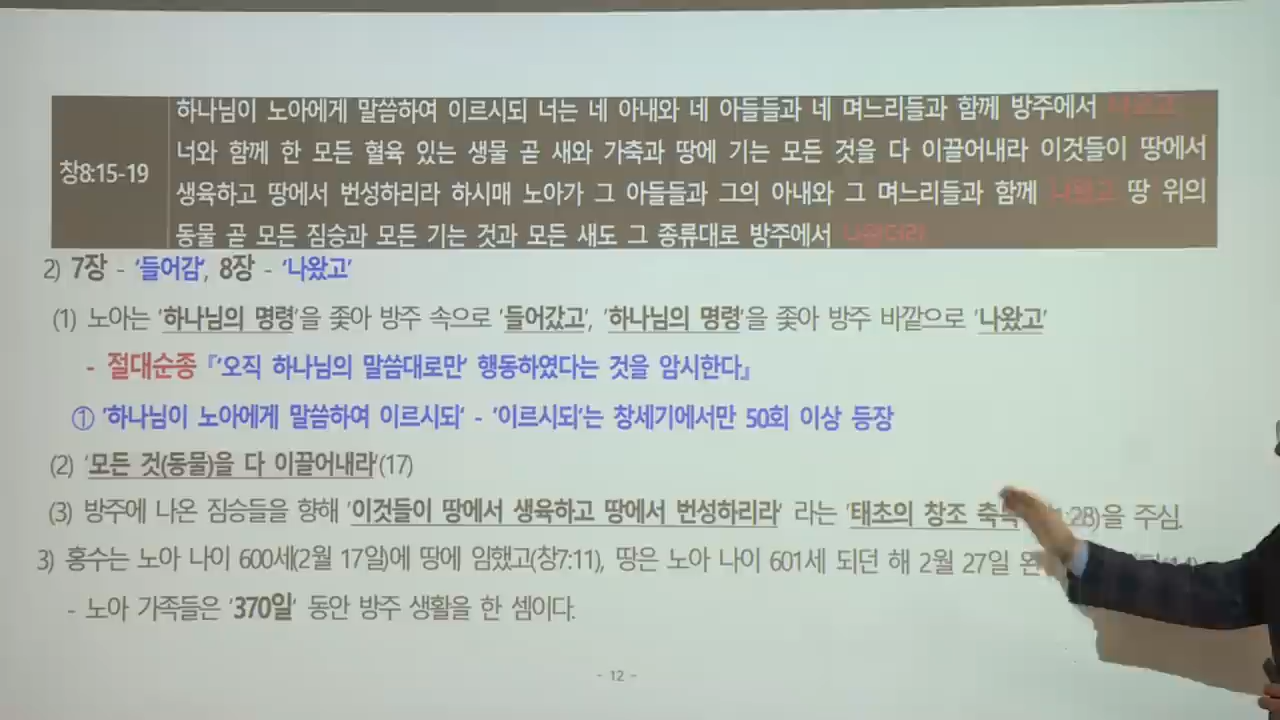 하나님이 노아에게 말씀하여 이르시되 너는 네 아내와 네 아들들과 네 며느리들과 함께 방주에서
너와 함께 한 모든 혈육 있는 생물 곧 새와 가축과 땅에 기는 모든 것을 다 이끌어내라 이것들이 땅에서
창8:15-19
생육하고 땅에서 번성하리라 하시매 노아가 그 아들들과 그의 아내와 그 며느리들과 함께 나왔고 땅 위의
동물 곧 모든 짐승과 모든 기는 것과 모든 새도 그 종류대로 방주에서 나왔더라
2) 7장 - '들어감', 8장 - '나왔고'
(1) 노아는 '하나님의 명령'을 좇아 방주 속으로 '들어갔고', '하나님의 명령'을 좇아 방주 바깥으로 '나왔고'
- 절대순종 『'오직 하나님의 말씀대로만' 행동하였다는 것을 암시한다』
① '하나님이 노아에게 말씀하여 이르시되' - '이르시되'는 창세기에서만 50회 이상 등장
(2) '모든 것(동물)을 다 이끌어내라'(17)
(3) 방주에 나온 짐승들을 향해 '이것들이 땅에서 생육하고 땅에서 번성하리라' 라는 '태초의 창조 1:28)을 주심.
3) 홍수는 노아 나이 600세(2월 17일)에 땅에 임했고(창7:11), 땅은 노아 나이 601세 되던 해 2월 27일
- 노아 가족들은 '370일' 동안 방주 생활을 한 셈이다.
- 12 -